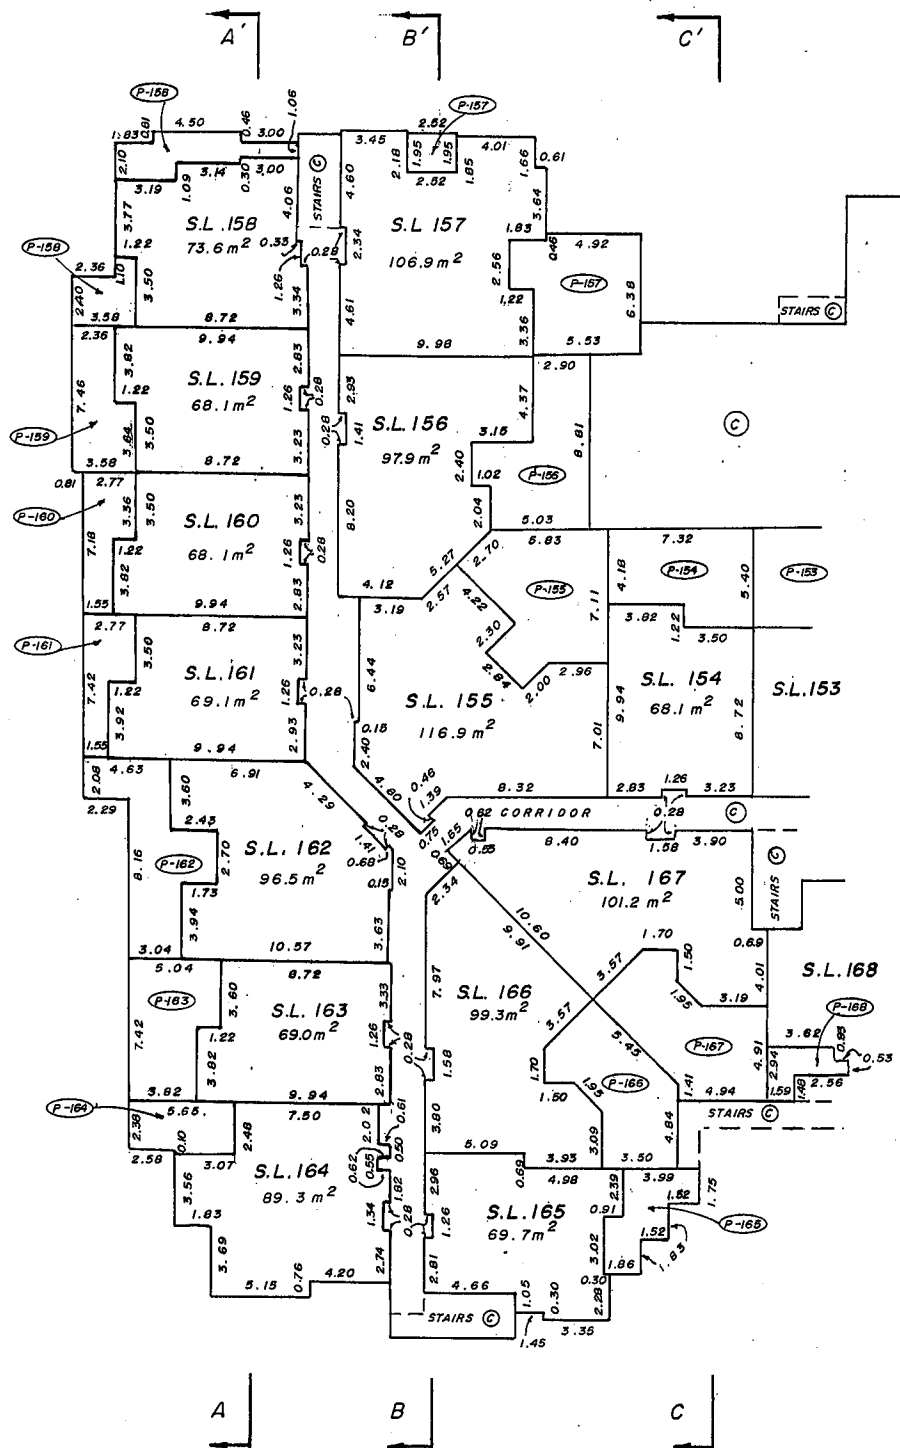 A' B' C'
P-158
1.83 0.81 4.50 0.46 3.00 1.06
2.10 3.19 1.09 3.14 0.30 3.00
STAIRS C
3.45 2.52 P-157 4.01
2.18 1.95 1.95 1.85 2.52 1.66 0.61
4.60 3.64
3.77 4.06
S.L.158
73.6 m²
S.L 157
106.9 m²
1.22 0.33 0.28 2.34 1.83 0.46 4.92
P-158
2.36 1.10 3.50 1.26 2.56
P-157
2.40 3.34 4.61 1.22 6.38
STAIRS C
3.58 8.72 3.36
2.36 9.94 9.98 5.53
3.82 2.83 2.90
S.L.159
68.1 m²
7.46 1.22 1.26 0.28 2.93 4.37
S.L.156
97.9 m²
C
P-159
3.64 3.50 3.23 0.28 1.41 3.15 8.81
3.58 8.72 2.40 1.02
P-156
0.81 2.77
P-160
3.36 3.50 3.23 8.20 2.04 5.03
S.L.160
68.1 m²
7.18 1.22 1.26 0.28 2.70 5.83 7.32
3.82 2.83 5.27 4.18
P-154
5.40
P-153
1.55 9.94 4.12 2.57 4.22
P-155
7.11 3.82 1.22 3.50
2.77 8.72 3.19 2.30
P-161
3.50 3.23
S.L.161
69.1 m²
6.44 2.84 2.00 2.96
S.L. 154
68.1 m²
S.L.153
7.42 1.22 1.26 0.28
S.L. 155
116.9 m²
9.94 8.72
3.92 2.93 0.15 7.01
1.55 9.94 2.40
4.63 6.91 4.60 0.46 8.32 2.83 1.26 3.23
2.08 3.60 4.29 1.39
2.29 2.43 0.28 0.75 1.65 0.62 CORRIDOR 0.28 C
1.41 0.68 0.69 0.55 8.40 1.58 3.90
S.L. 162
96.5 m²
8.16
P-162
2.70 2.10 0.15 2.34
S.L. 167
101.2 m²
5.00
STAIRS C
1.73 3.94 3.63 10.60 9.91
3.04 10.57 1.70 0.69
5.04 8.72 7.97 3.57 1.50 4.01
P-163
3.60 3.33
S.L. 163
69.0 m²
S.L. 166
99.3 m²
1.95 3.19
S.L.168
7.42 1.22 1.26 0.28 3.57 5.45
P-167
P-168
3.82 2.83 1.58 1.70 4.91 3.62 0.85 0.53
3.82 9.94 1.50 1.95
P-166
1.41 4.94 2.94 1.59 1.48 2.56
P-164
5.65 7.50 0.61 3.80 STAIRS C
2.38 0.10 2.48 2.02 0.50 3.09 4.84
2.58 3.07 0.62 0.55 5.09 0.69 3.93 3.50
S.L. 164
89.3 m²
3.56 1.82 2.96 4.98 2.39 3.99 1.75
1.83 1.34 0.28 1.26
S.L.165
69.7 m²
0.91 1.52
P-165
3.69 2.74 2.81 3.02 1.52 1.83
0.30 1.86
5.15 0.76 4.20 4.66 1.05 0.30 2.28
STAIRS C
1.45 3.35
A B C